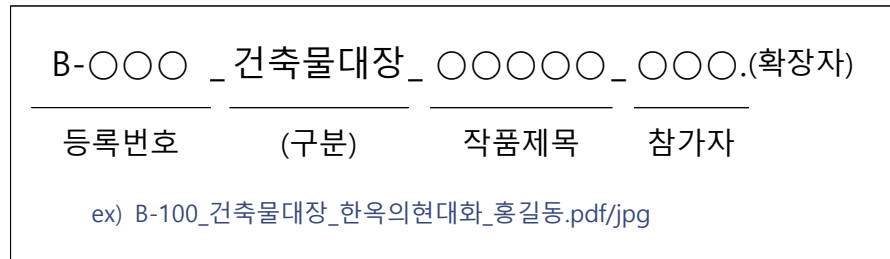 B-○○○ _ 건축물대장_ ○○○○○_ ○○○.(확장자)
등록번호 (구분) 작품제목 참가자
ex) B-100_건축물대장_한옥의현대화_홍길동.pdf/jpg